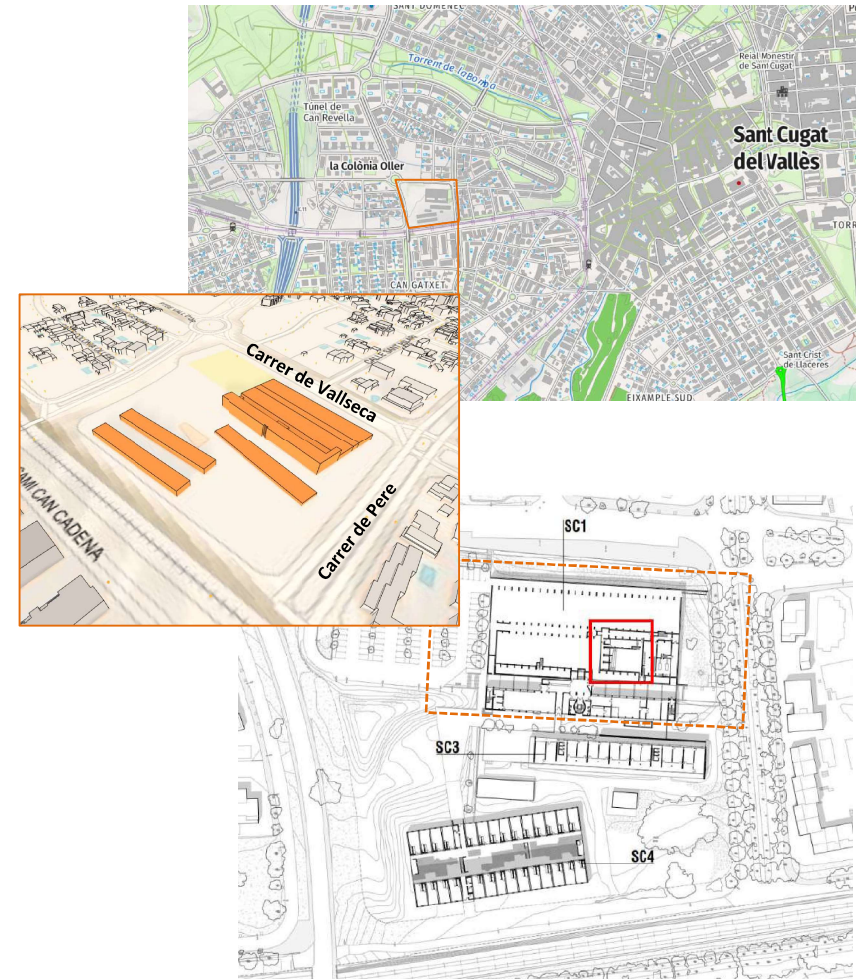 SANT DOMÈNEC
Torrent de la Bomba
Reial Monestir
de Sant Cugat
Túnel de
Can Revella
Sant Cugat
del Vallès
la Colònia Oller
CAN GATXET
Sant Crist
de Llaceres
EIXAMPLE SUD
Carrer de Vallseca
Carrer de Pere
CAMI CAN CADENA
SC1
SC3
SC4